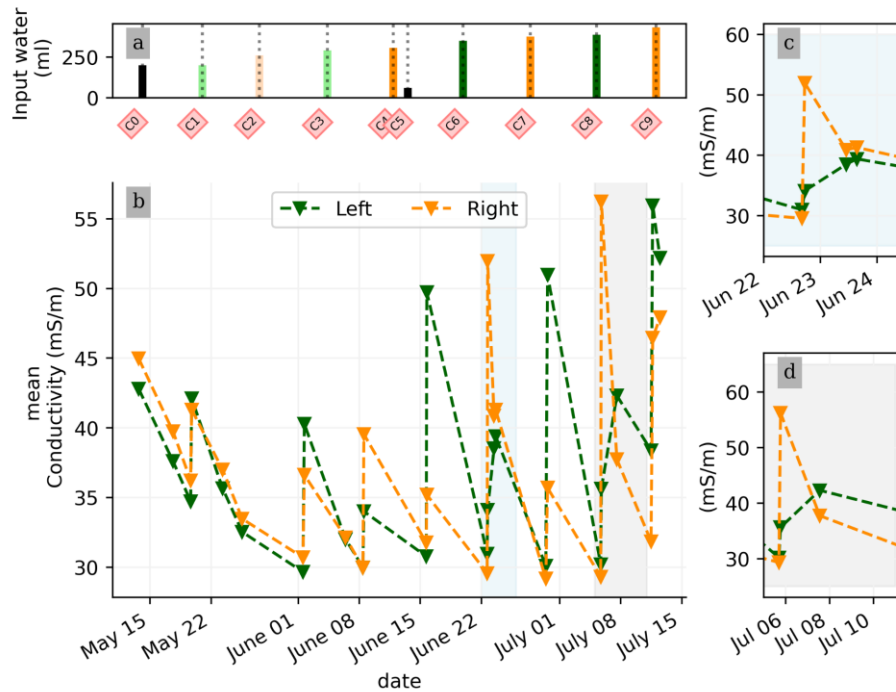 a
Input water
(ml)
250
0
C0
C1
C2
C3
C4
C5
C6
C7
C8
C9
b
Left
Right
mean
Conductivity (mS/m)
55
50
45
40
35
30
May 15
May 22
June 01
June 08
June 15
June 22
July 01
July 08
July 15
date
c
(mS/m)
60
50
40
30
Jun 22
Jun 23
Jun 24
d
(mS/m)
60
50
40
30
Jul 06
Jul 08
Jul 10